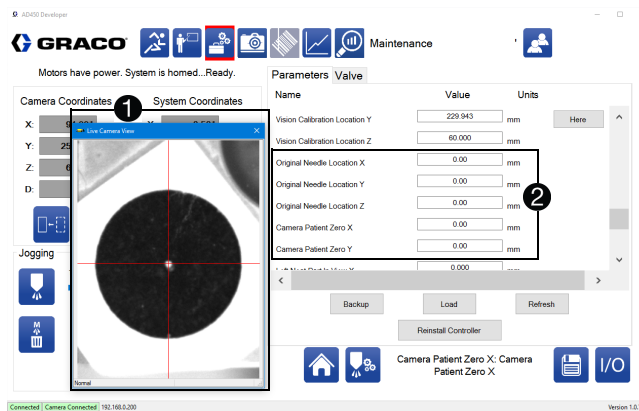 AD450 Developer
GRACO
Maintenance
Motors have power. System is homed...Ready.
Parameters
Valve
Camera Coordinates
System Coordinates
1
X:
Y:
Z:
D:
Live Camera View
Normal
Jogging
M
Name
Value
Units
Vision Calibration Location Y
229.943
mm
Here
Vision Calibration Location Z
60.000
mm
Original Needle Location X
0.00
mm
Original Needle Location Y
0.00
mm
Original Needle Location Z
0.00
mm
Camera Patient Zero X
0.00
mm
Camera Patient Zero Y
0.00
mm
2
0.000
mm
Backup
Load
Refresh
Reinstall Controller
Camera Patient Zero X: Camera
Patient Zero X
I/O
Connected
Camera Connected
192.168.0.200
Version 1.0.